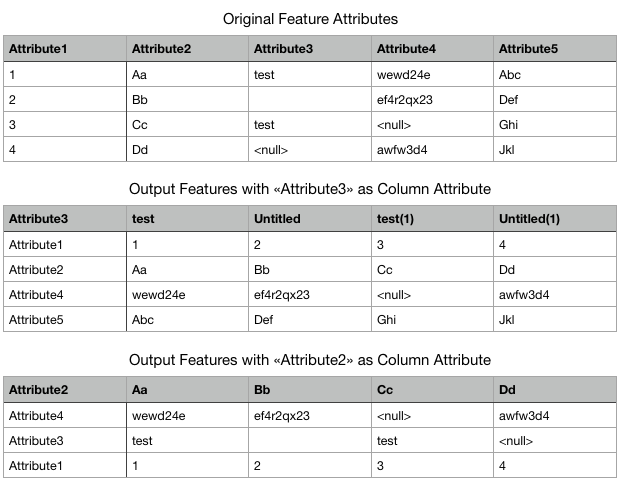 Original Feature Attributes
Attribute1 Attribute2 Attribute3 Attribute4 Attribute5
1 Aa test wewd24e Abc
2 Bb ef4r2qx23 Def
3 Cc test <null> Ghi
4 Dd <null> awfw3d4 Jkl
Output Features with «Attribute3» as Column Attribute
Attribute3 test Untitled test(1) Untitled(1)
Attribute1 1 2 3 4
Attribute2 Aa Bb Cc Dd
Attribute4 wewd24e ef4r2qx23 <null> awfw3d4
Attribute5 Abc Def Ghi Jkl
Output Features with «Attribute2» as Column Attribute
Attribute2 Aa Bb Cc Dd
Attribute4 wewd24e ef4r2qx23 <null> awfw3d4
Attribute3 test test <null>
Attribute1 1 2 3 4